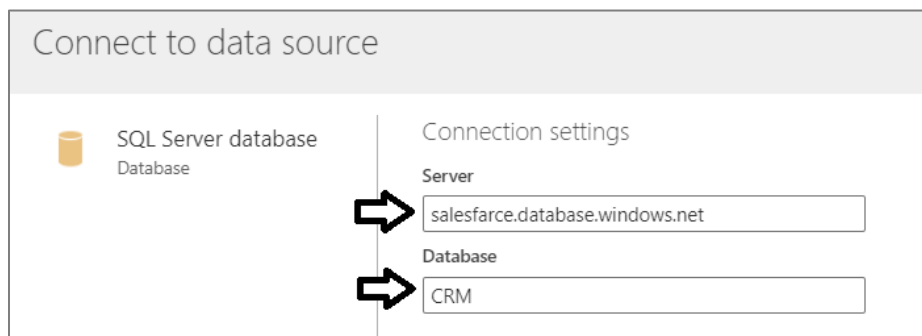 Connect to data source
SQL Server database
Database
Connection settings
Server
salesfarce.database.windows.net
Database
CRM